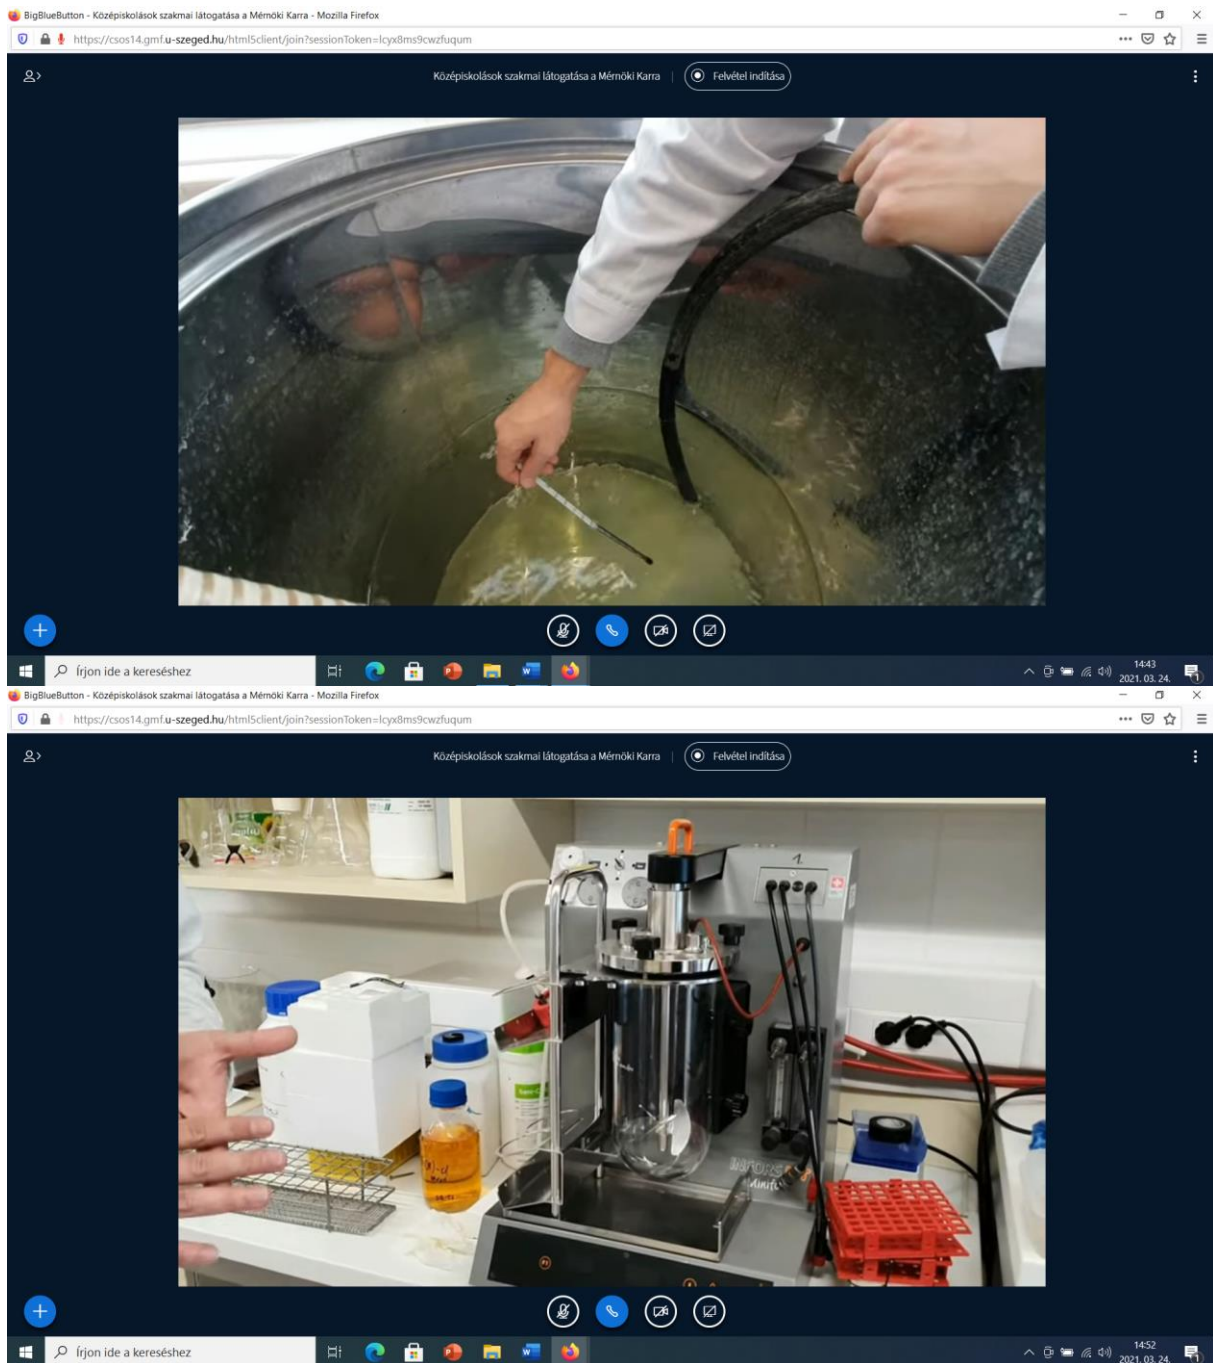 BigBlueButton - Középiskolások szakmai látogatása a Mérnöki Karra - Mozilla Firefox
https://csos14.gmf.u-szeged.hu/html5client/join?sessionToken=lcyx8ms9cwzfuqum
Középiskolások szakmai látogatása a Mérnöki Karra
Felvétel indítása
Írjon ide a kereséshez
14:43
2021. 03. 24.
1
BigBlueButton - Középiskolások szakmai látogatása a Mérnöki Karra - Mozilla Firefox
https://csos14.gmf.u-szeged.hu/html5client/join?sessionToken=lcyx8ms9cwzfuqum
Középiskolások szakmai látogatása a Mérnöki Karra
Felvétel indítása
1.
INFORS
Írjon ide a kereséshez
14:52
2021. 03. 24.